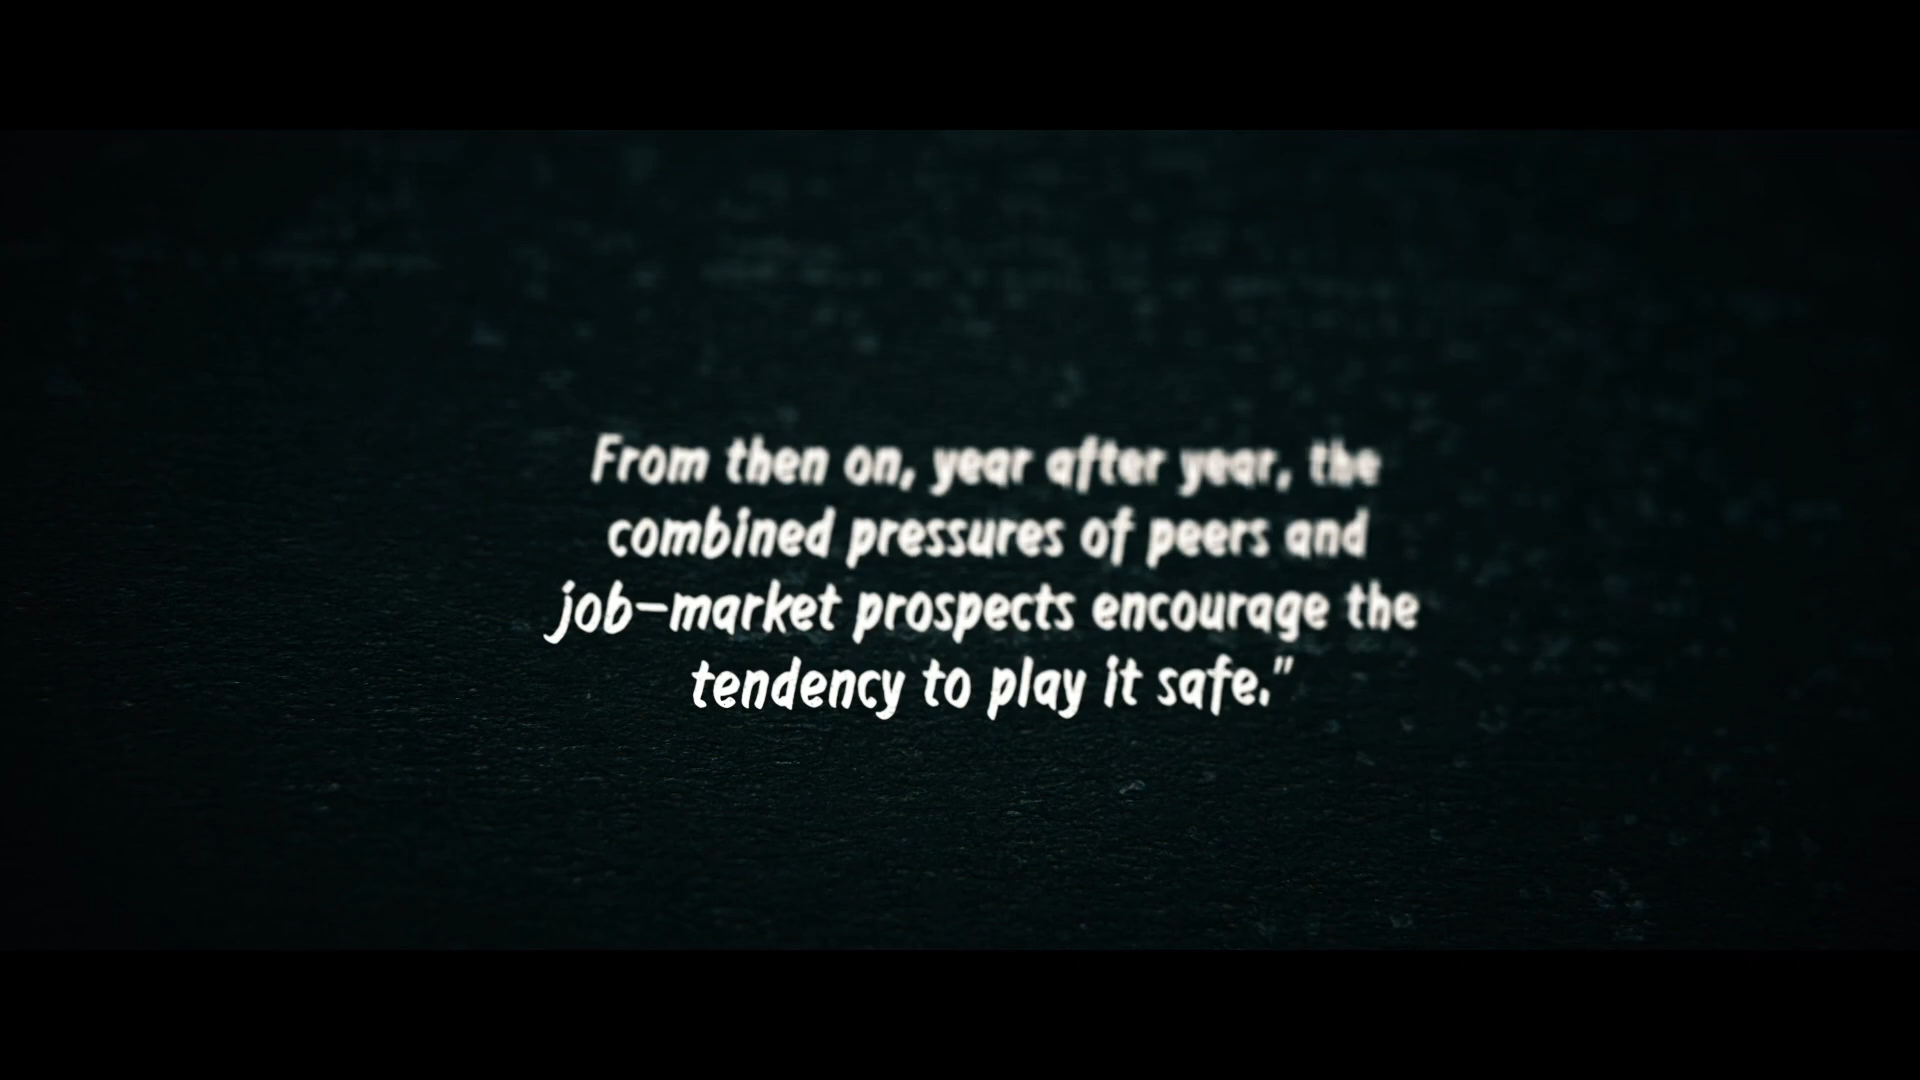 From then on, year after year, the
combined pressures of peers and
job-market prospects encourage the
tendency to play it safe."